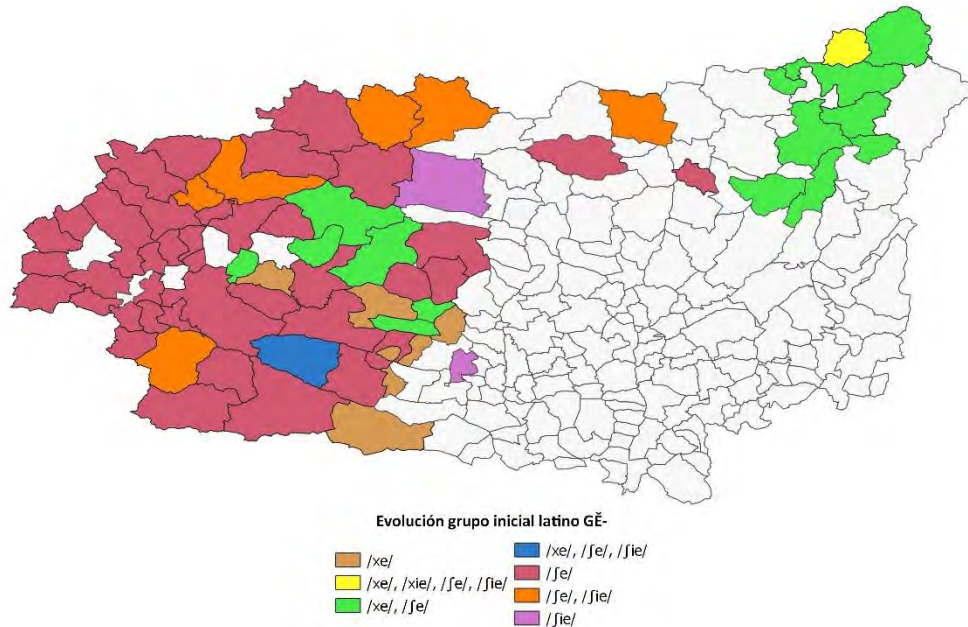 Evolución grupo inicial latino GĔ-
/xe/
/xe/, /xie/, /ʃe/, /ʃie/
/xe/, /ʃe/
/xe/, /ʃe/, /ʃie/
/ʃe/
/ʃe/, /ʃie/
/ʃie/